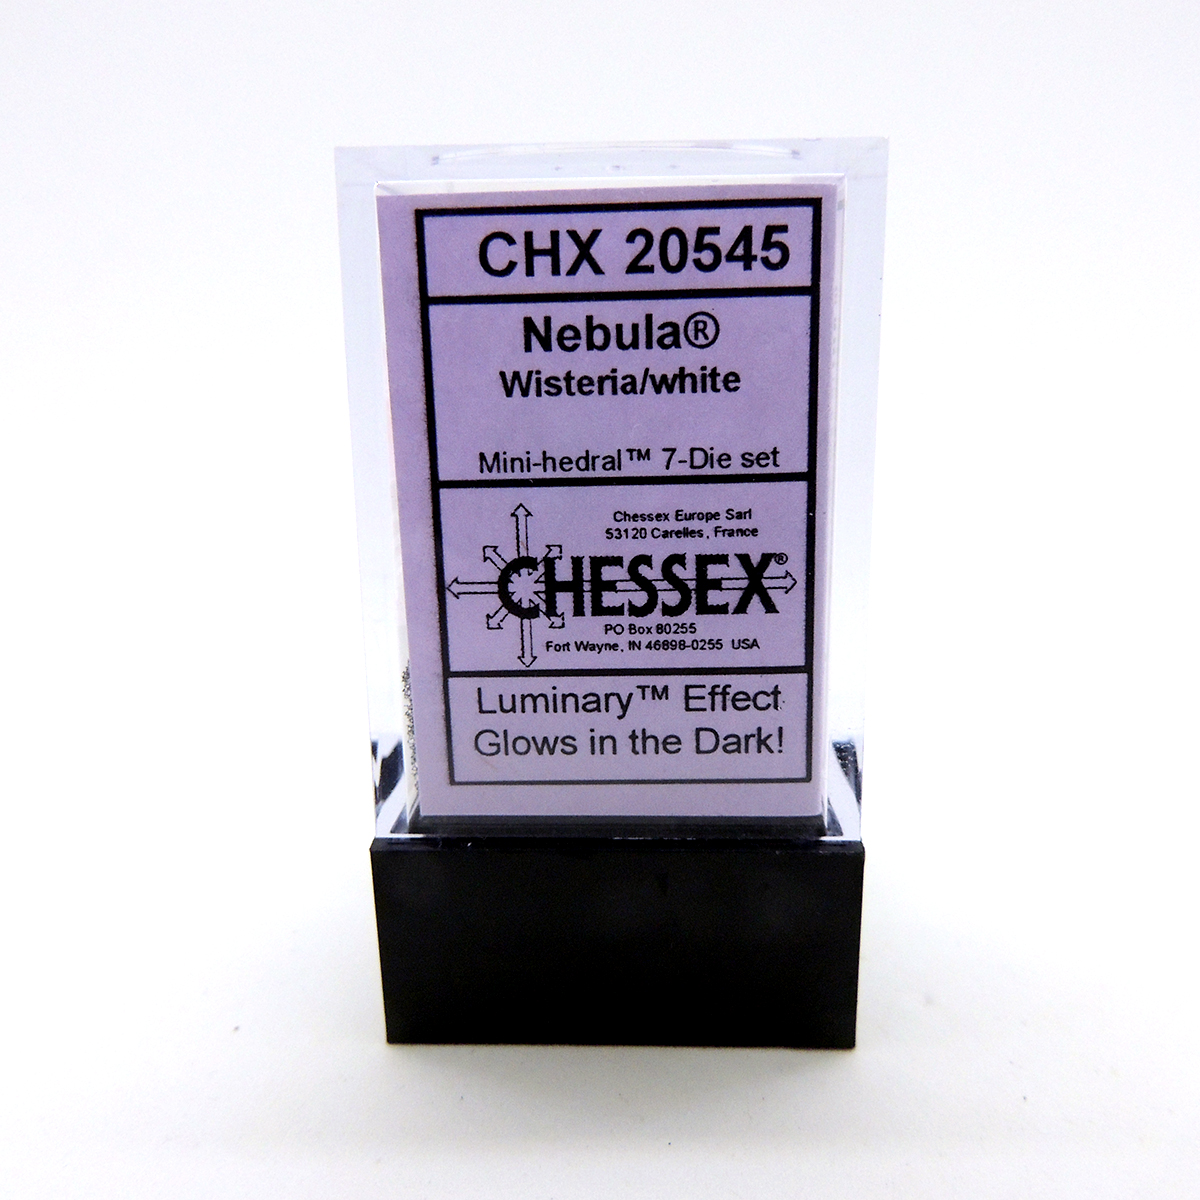 CHX 20545
Nebula®
Wisteria/white
Mini-hedral™ 7-Die set
Chessex Europe Sarl
53120 Carelles, France
CHESSEX®
PO Box 80255
Fort Wayne, IN 46898-0255 USA
Luminary™ Effect
Glows in the Dark!